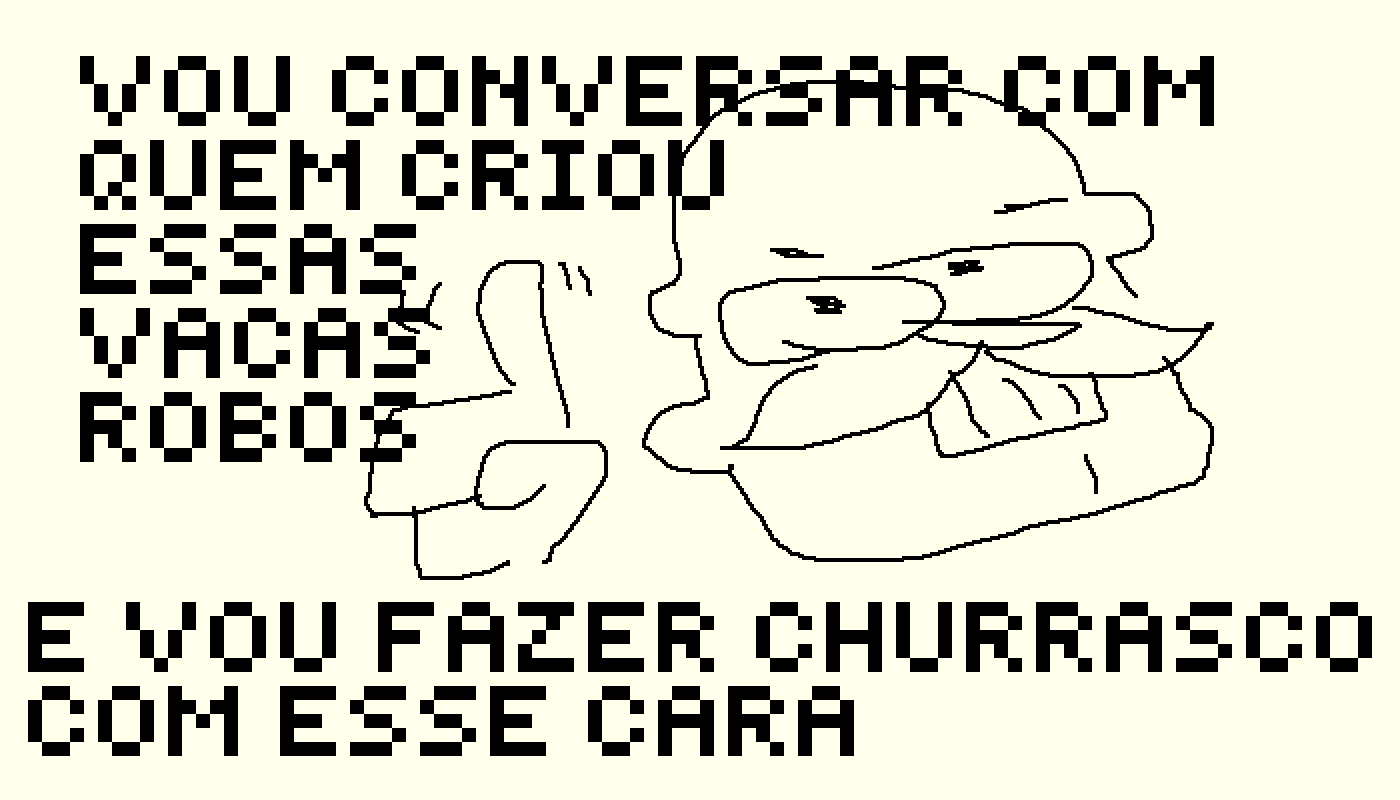 VOU CONVERSAR COM
QUEM CRIOU
ESSAS
VACAS
ROBOS
E VOU FAZER CHURRASCO
COM ESSE CARA